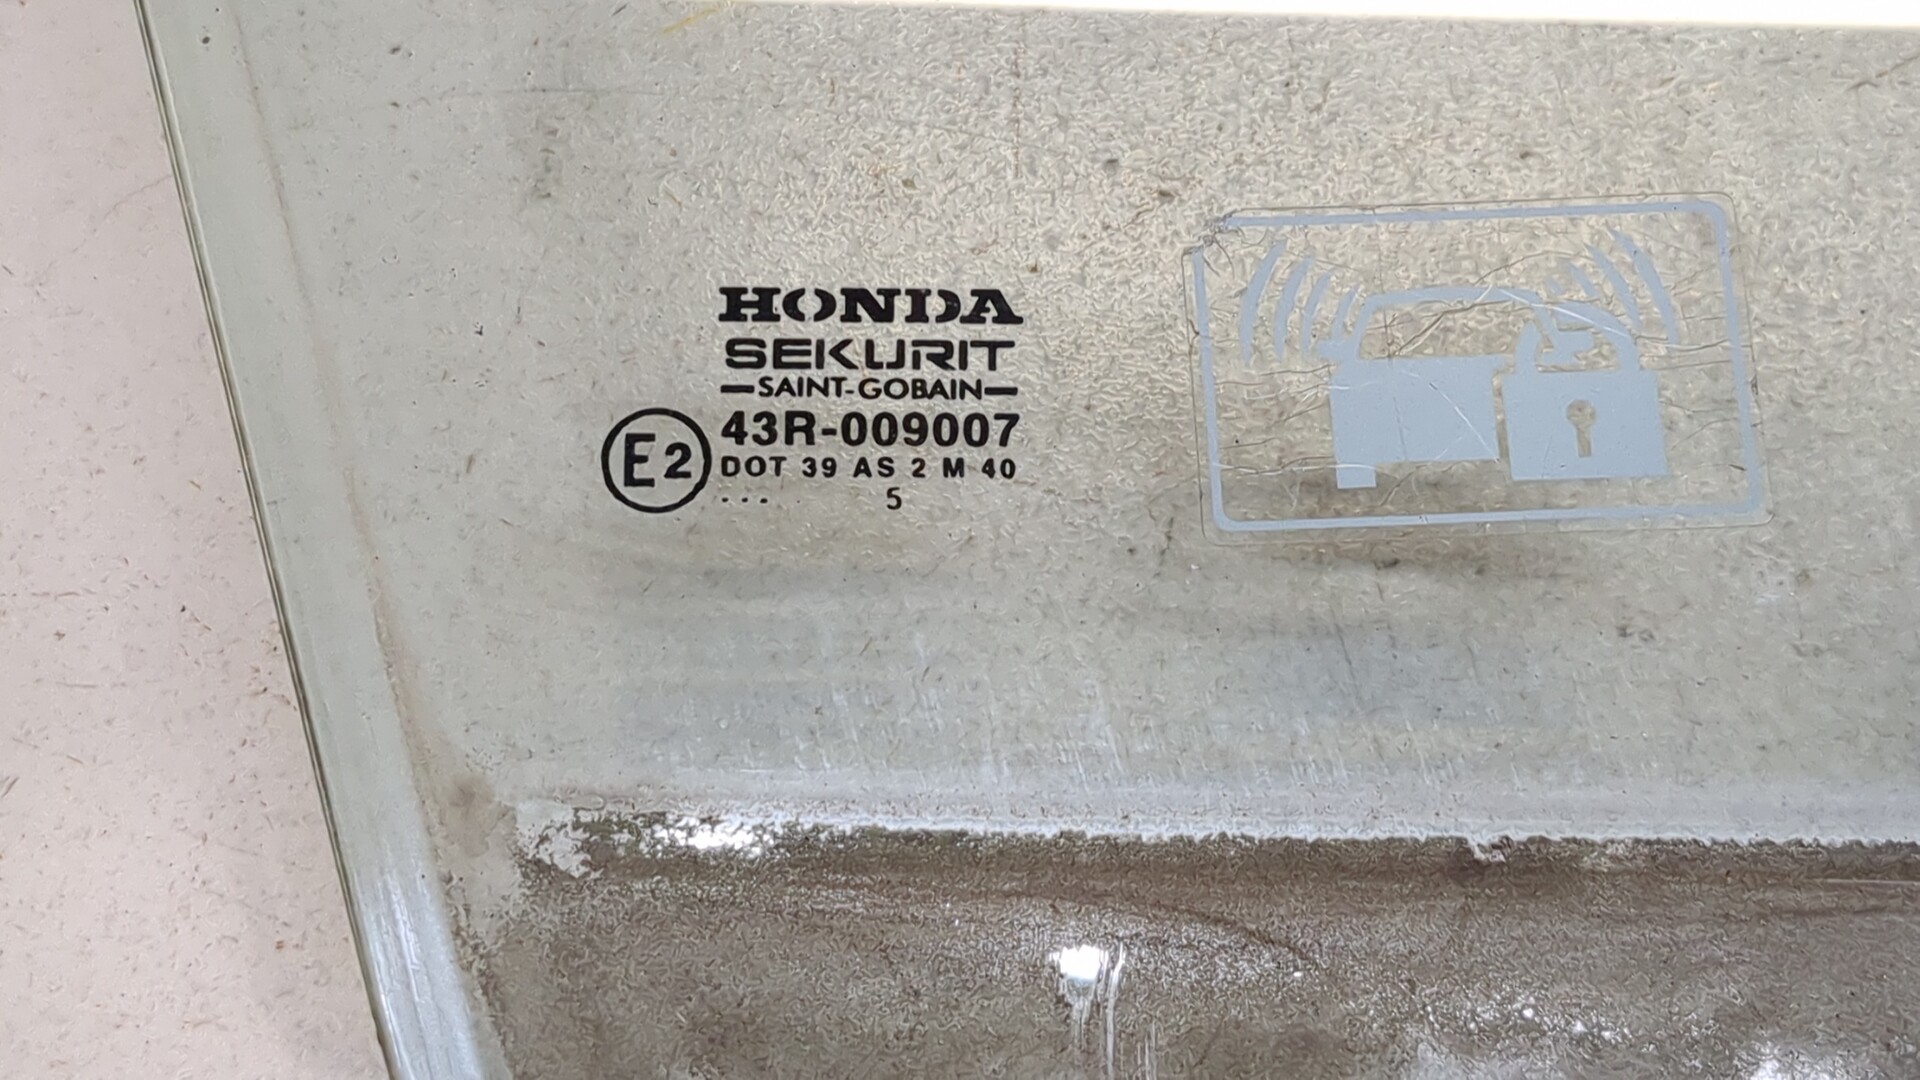 HONDA
SEKURIT
SAINT-GOBAIN
E2 43R-009007
DOT 39 AS 2 M 40
... . 5